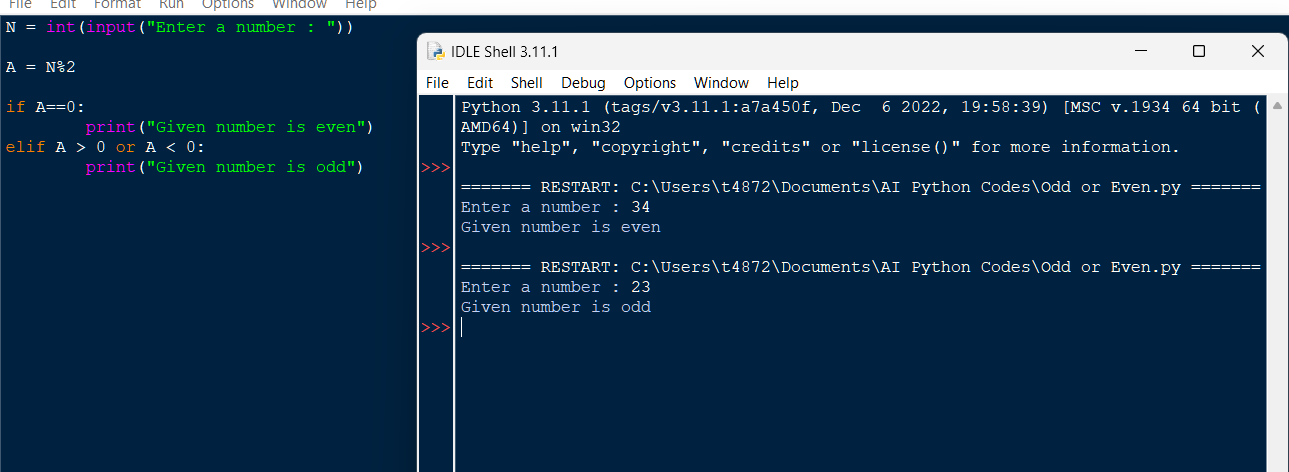 File Edit Format Run Options Window Help
N = int(input("Enter a number : "))
A = N%2
if A==0:
print("Given number is even")
elif A > 0 or A < 0:
print("Given number is odd")
IDLE Shell 3.11.1
File Edit Shell Debug Options Window Help
Python 3.11.1 (tags/v3.11.1:a7a450f, Dec  6 2022, 19:58:39) [MSC v.1934 64 bit (
AMD64)] on win32
Type "help", "copyright", "credits" or "license()" for more information.
>>>
======= RESTART: C:\Users\t4872\Documents\AI Python Codes\Odd or Even.py =======
Enter a number : 34
Given number is even
>>>
======= RESTART: C:\Users\t4872\Documents\AI Python Codes\Odd or Even.py =======
Enter a number : 23
Given number is odd
>>>